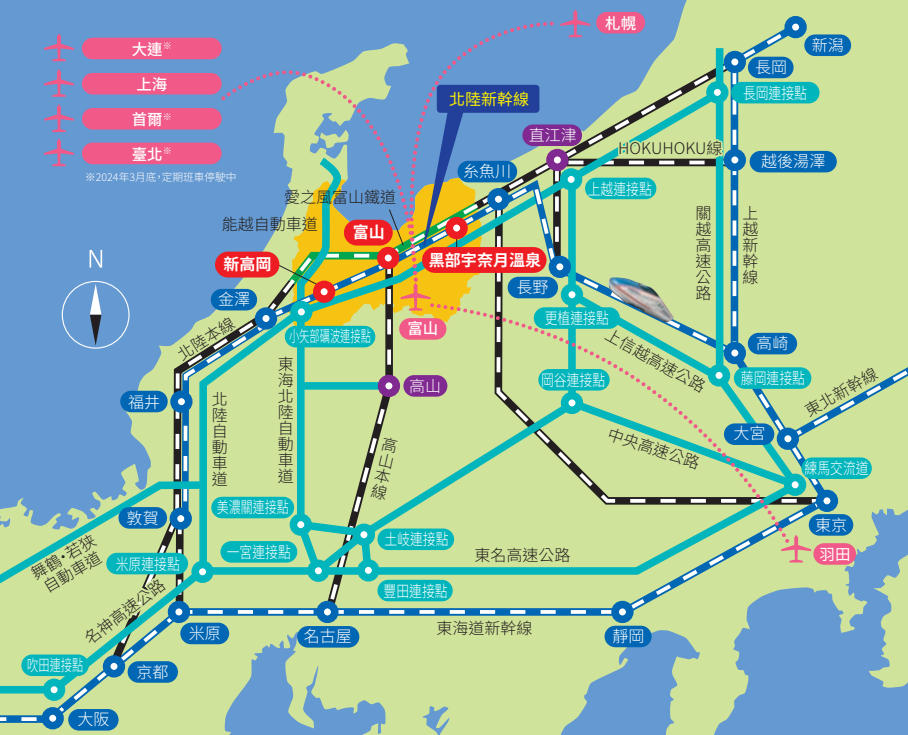 札幌
大連※
上海
首爾※
臺北※
※2024年3月底，定期班車停駛中
新潟
長岡
長岡連接點
北陸新幹線
直江津
HOKUHOKU線
越後湯澤
糸魚川
上越連接點
愛之風富山鐵道
能越自動車道
富山
關越高速公路
上越新幹線
新高岡
黑部宇奈月溫泉
N
長野
金澤
富山
更植連接點
北陸本線
小矢部礪波連接點
上信越高速公路
高崎
東海北陸自動車道
高山
岡谷連接點
藤岡連接點
東北新幹線
福井
北陸自動車道
大宮
高山本線
中央高速公路
練馬交流道
美濃關連接點
敦賀
東京
土岐連接點
一宮連接點
東名高速公路
羽田
舞鶴・若狹
自動車道
米原連接點
豐田連接點
名神高速公路
米原
名古屋
東海道新幹線
靜岡
吹田連接點
京都
大阪